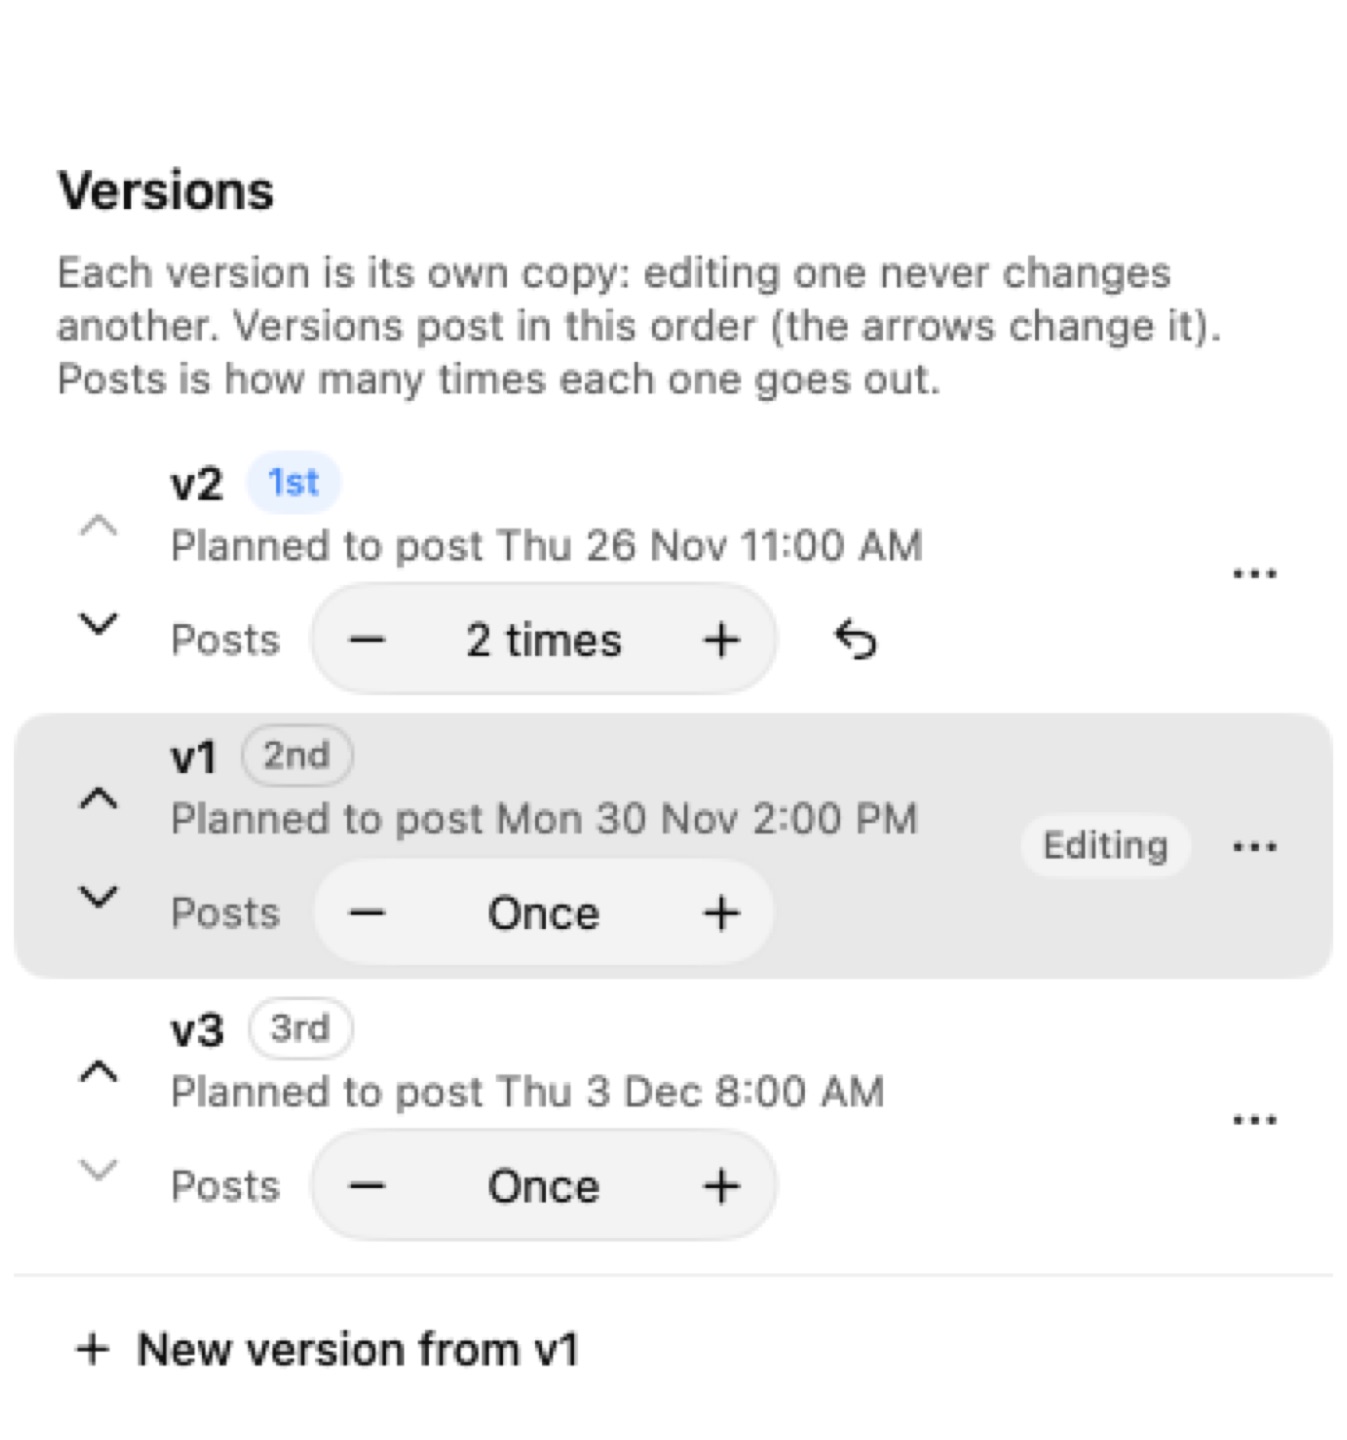 Versions
Each version is its own copy: editing one never changes
another. Versions post in this order (the arrows change it).
Posts is how many times each one goes out.
v2 1st
Planned to post Thu 26 Nov 11:00 AM
Posts − 2 times +
v1 2nd
Planned to post Mon 30 Nov 2:00 PM
Editing
Posts − Once +
v3 3rd
Planned to post Thu 3 Dec 8:00 AM
Posts − Once +
+ New version from v1